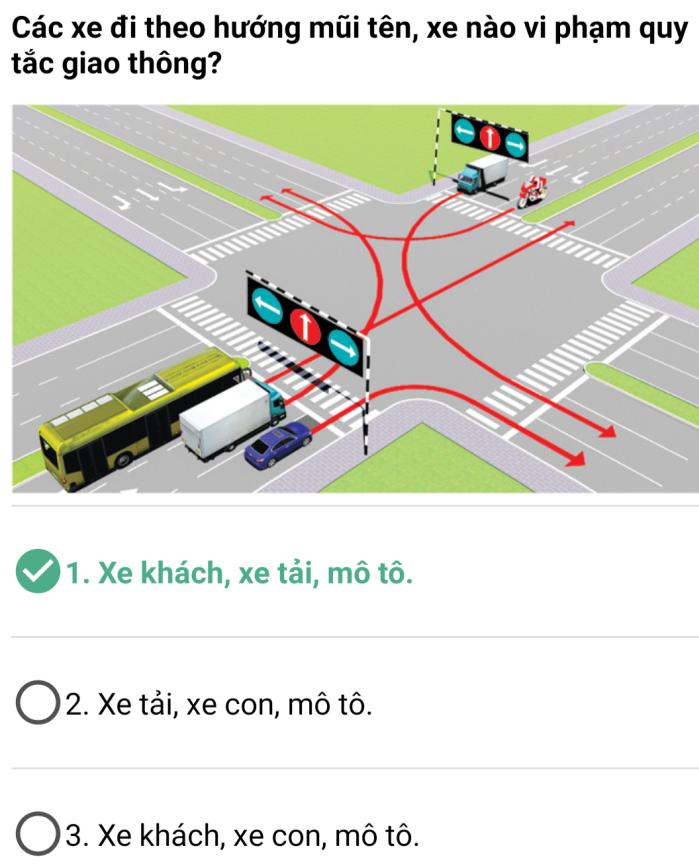 Các xe đi theo hướng mũi tên, xe nào vi phạm quy
tắc giao thông?
1. Xe khách, xe tải, mô tô.
2. Xe tải, xe con, mô tô.
3. Xe khách, xe con, mô tô.